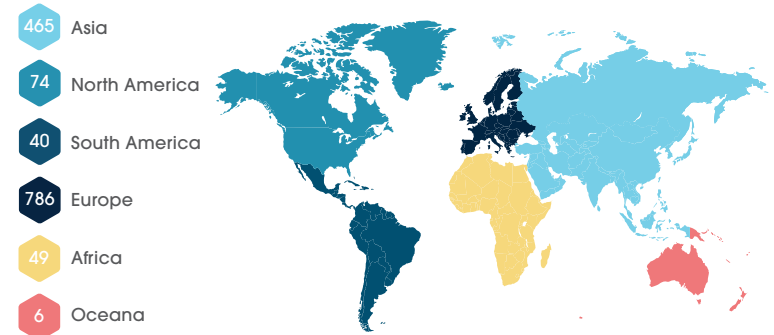 465 Asia
74 North America
40 South America
786 Europe
49 Africa
6 Oceana